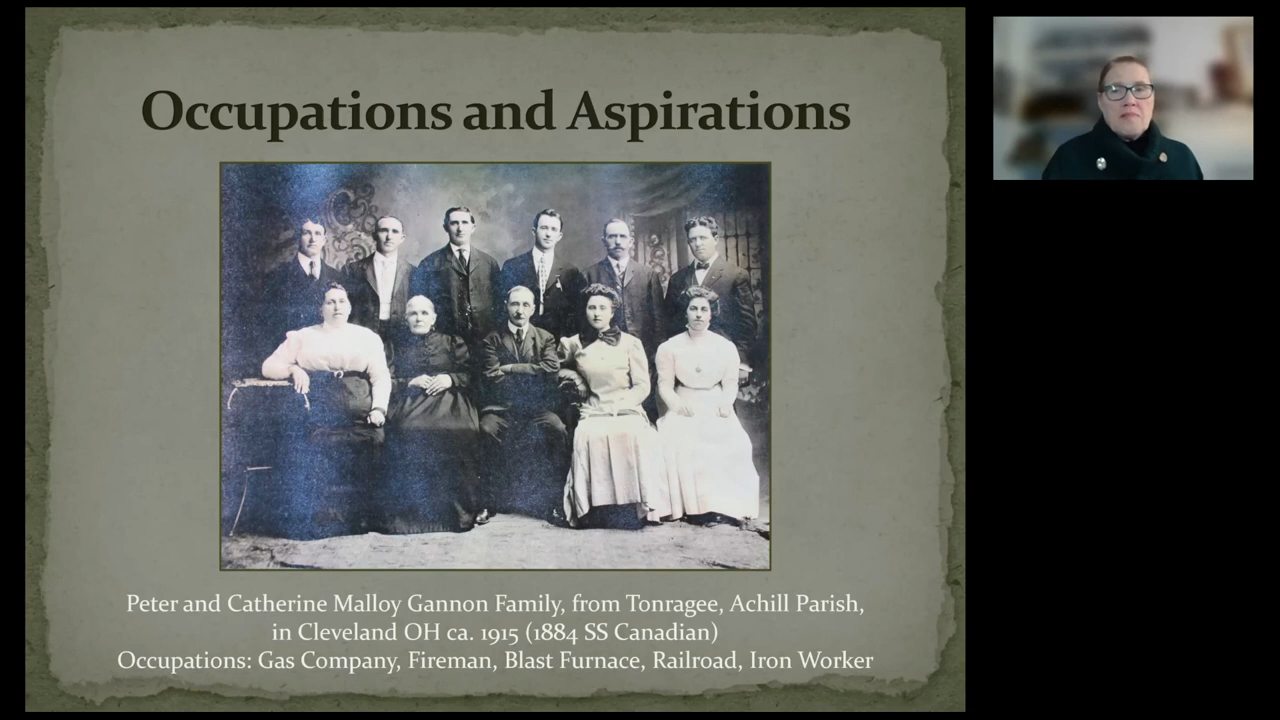 Occupations and Aspirations
Peter and Catherine Malloy Gannon Family, from Tonragee, Achill Parish,
in Cleveland OH ca. 1915 (1884 SS Canadian)
Occupations: Gas Company, Fireman, Blast Furnace, Railroad, Iron Worker